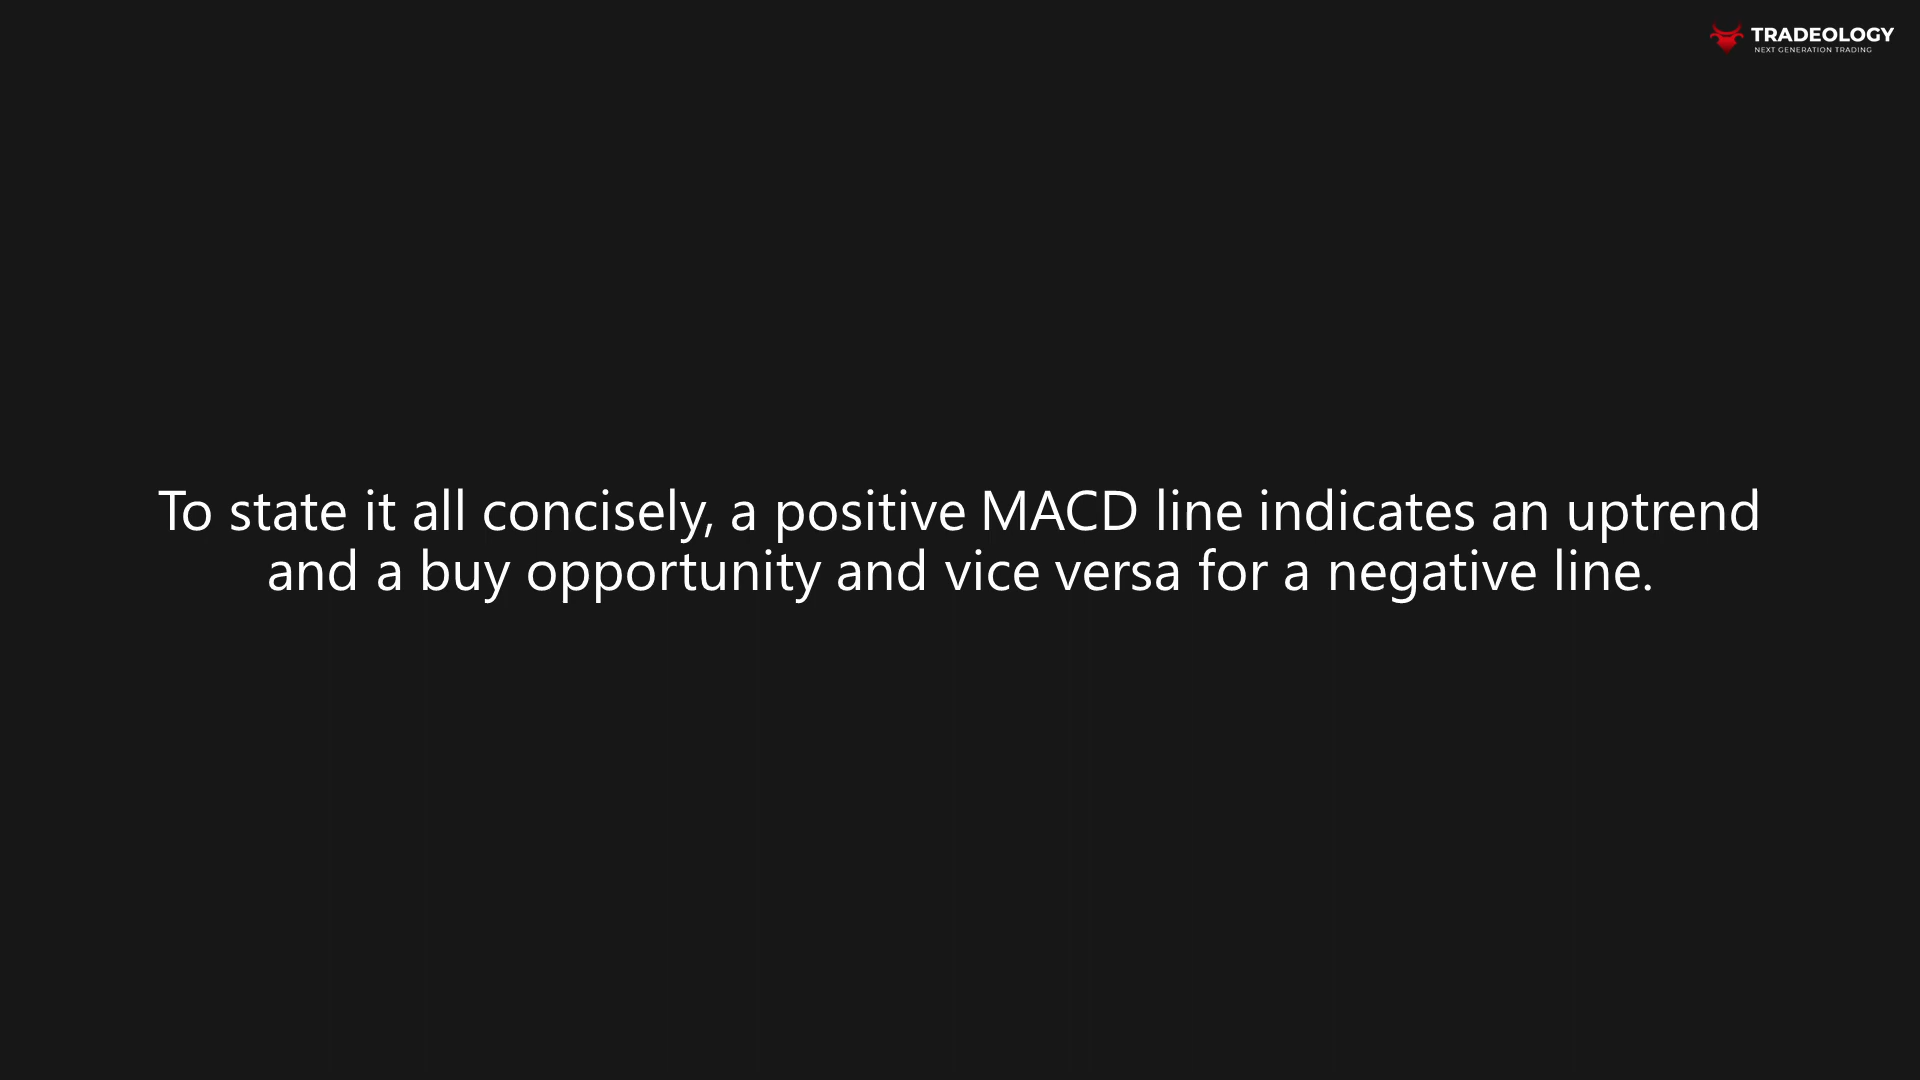 TRADEOLOGY
NEXT GENERATION TRADING
To state it all concisely, a positive MACD line indicates an uptrend
and a buy opportunity and vice versa for a negative line.